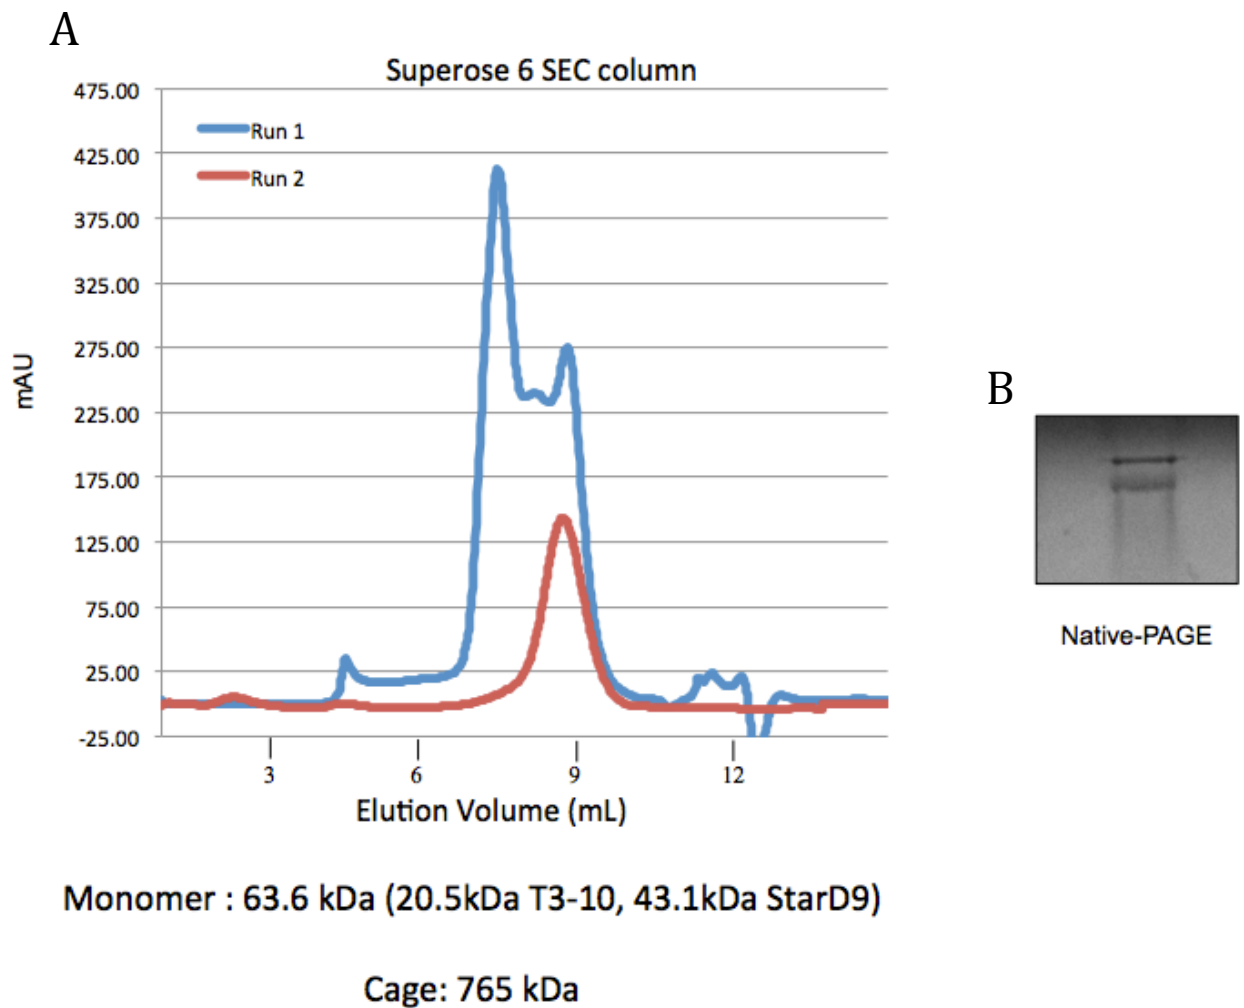 A
Superose 6 SEC column
475.00
Run 1
425.00
Run 2
375.00
325.00
275.00
mAU
B
225.00
175.00
125.00
75.00
Native-PAGE
25.00
-25.00
3 6 9 12
Elution Volume (mL)
Monomer : 63.6 kDa (20.5kDa T3-10, 43.1kDa StarD9)
Cage: 765 kDa